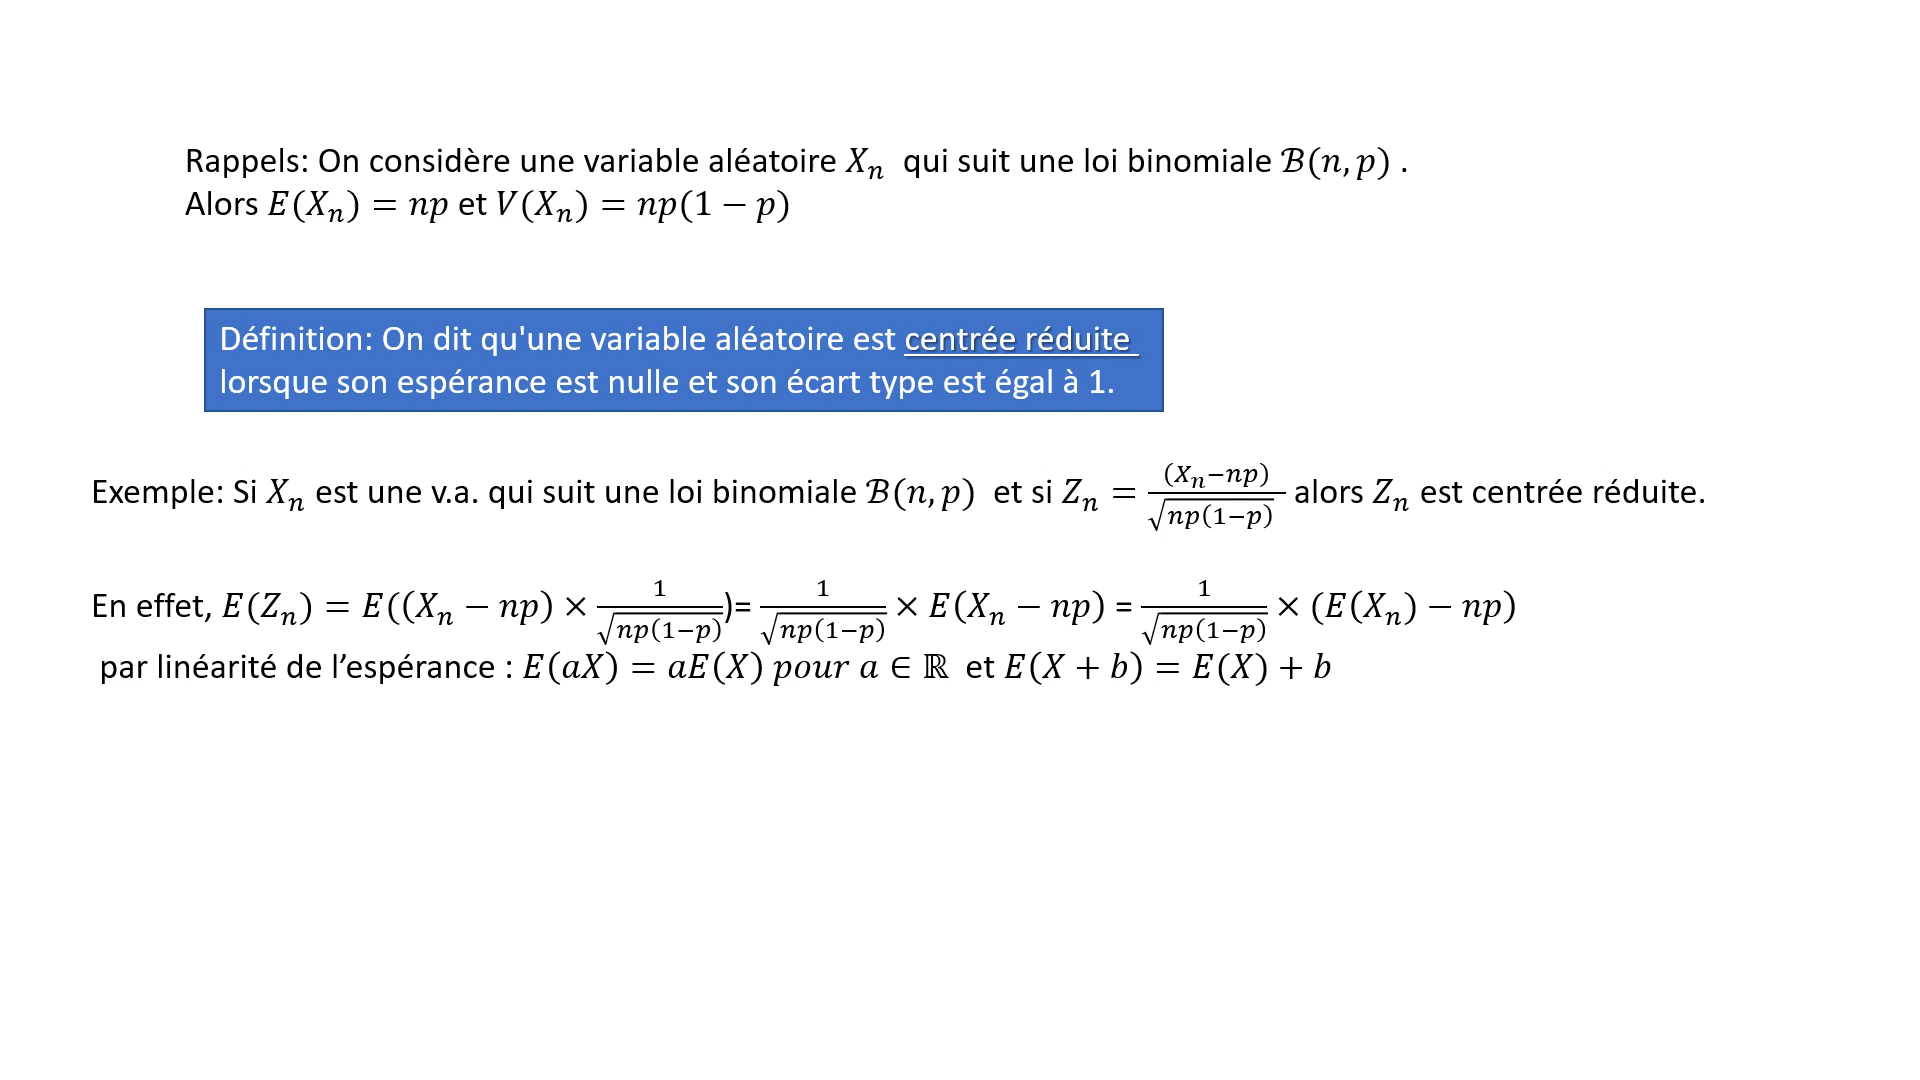 Rappels: On considère une variable aléatoire Xₙ qui suit une loi binomiale ℬ(n, p) .
Alors E(Xₙ) = np et V(Xₙ) = np(1 − p)
Définition: On dit qu'une variable aléatoire est centrée réduite
lorsque son espérance est nulle et son écart type est égal à 1.
Exemple: Si Xₙ est une v.a. qui suit une loi binomiale ℬ(n, p) et si Zₙ = (Xₙ−np)/√(np(1−p)) alors Zₙ est centrée réduite.
En effet, E(Zₙ) = E((Xₙ − np) × 1/√(np(1−p)))= 1/√(np(1−p)) × E(Xₙ − np) = 1/√(np(1−p)) × (E(Xₙ) − np)
par linéarité de l’espérance : E(aX) = aE(X) pour a ∈ ℝ et E(X + b) = E(X) + b